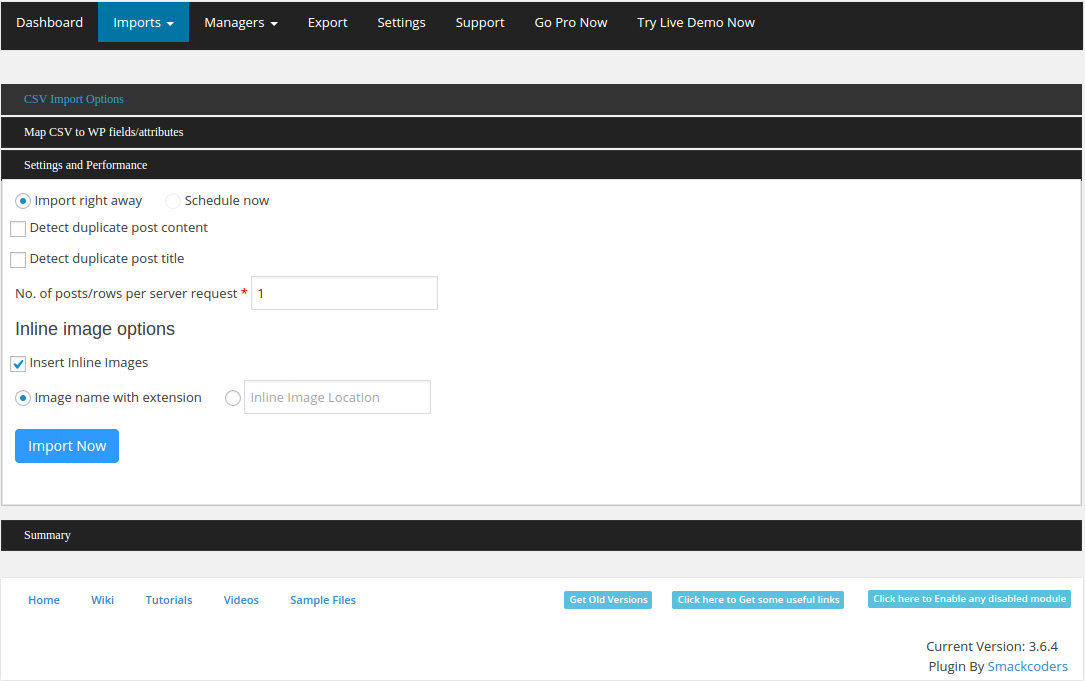 Dashboard Imports Managers Export Settings Support Go Pro Now Try Live Demo Now
CSV Import Options
Map CSV to WP fields/attributes
Settings and Performance
Import right away Schedule now
Detect duplicate post content
Detect duplicate post title
No. of posts/rows per server request * 1
Inline image options
Insert Inline Images
Image name with extension Inline Image Location
Import Now
Summary
Home Wiki Tutorials Videos Sample Files Get Old Versions Click here to Get some useful links Click here to Enable any disabled module
Current Version: 3.6.4
Plugin By Smackcoders